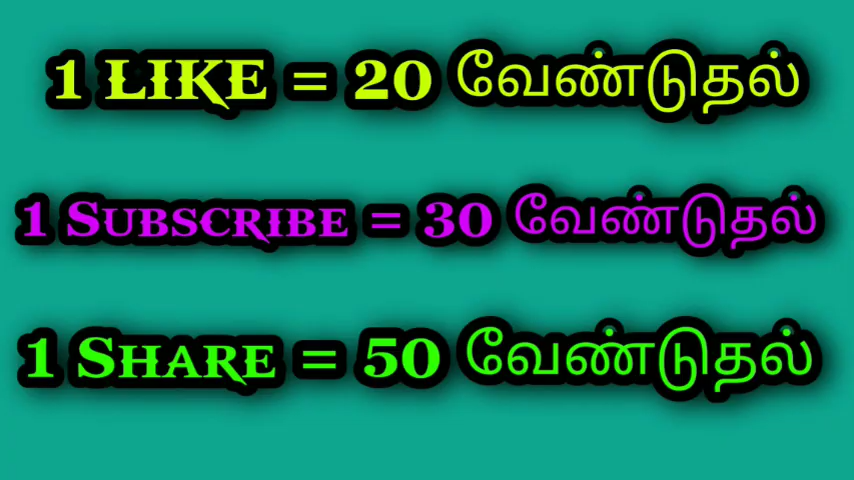 1 LIKE = 20 வேண்டுதல்
1 SUBSCRIBE = 30 வேண்டுதல்
1 SHARE = 50 வேண்டுதல்